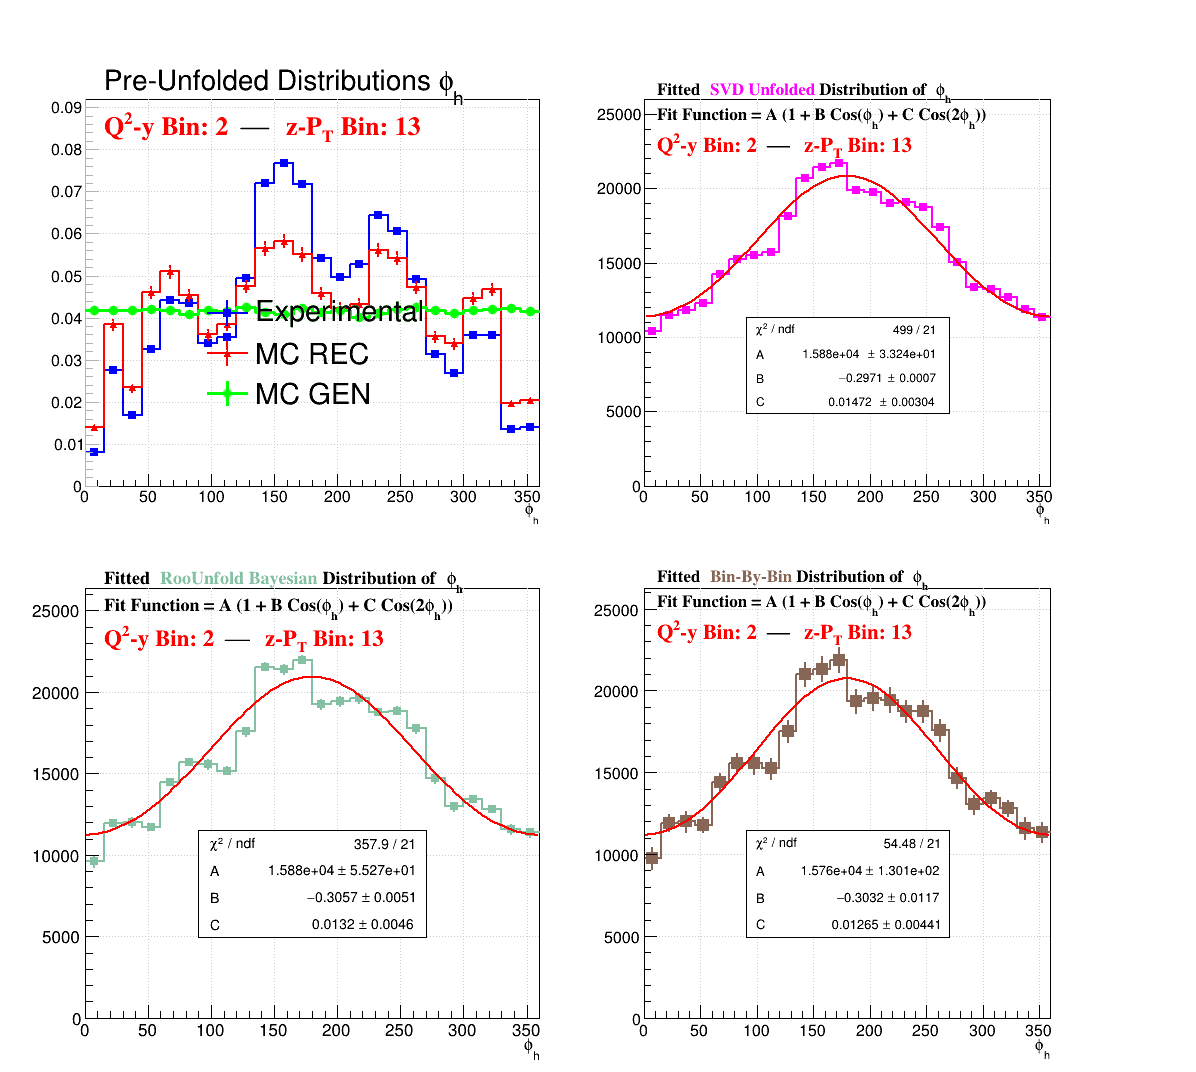 Pre-Unfolded Distributions ϕh
Q²-y Bin: 2 — z-PT Bin: 13
0.09
0.08
0.07
0.06
0.05
0.04
0.03
0.02
0.01
0
Experimental
MC REC
MC GEN
0 50 100 150 200 250 300 350
ϕh
Fitted SVD Unfolded Distribution of ϕh
Fit Function = A (1 + B Cos(ϕh) + C Cos(2ϕh))
Q²-y Bin: 2 — z-PT Bin: 13
25000
20000
15000
10000
5000
0
χ² / ndf 499 / 21
A 1.588e+04 ± 3.324e+01
B −0.2971 ± 0.0007
C 0.01472 ± 0.00304
0 50 100 150 200 250 300 350
ϕh
Fitted RooUnfold Bayesian Distribution of ϕh
Fit Function = A (1 + B Cos(ϕh) + C Cos(2ϕh))
Q²-y Bin: 2 — z-PT Bin: 13
25000
20000
15000
10000
5000
0
χ² / ndf 357.9 / 21
A 1.588e+04 ± 5.527e+01
B −0.3057 ± 0.0051
C 0.0132 ± 0.0046
0 50 100 150 200 250 300 350
ϕh
Fitted Bin-By-Bin Distribution of ϕh
Fit Function = A (1 + B Cos(ϕh) + C Cos(2ϕh))
Q²-y Bin: 2 — z-PT Bin: 13
25000
20000
15000
10000
5000
0
χ² / ndf 54.48 / 21
A 1.576e+04 ± 1.301e+02
B −0.3032 ± 0.0117
C 0.01265 ± 0.00441
0 50 100 150 200 250 300 350
ϕh